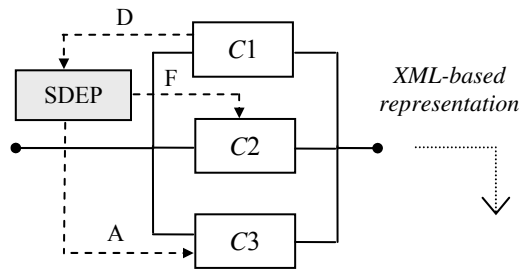 D
C1
SDEP
F
XML-based
representation
C2
A
C3